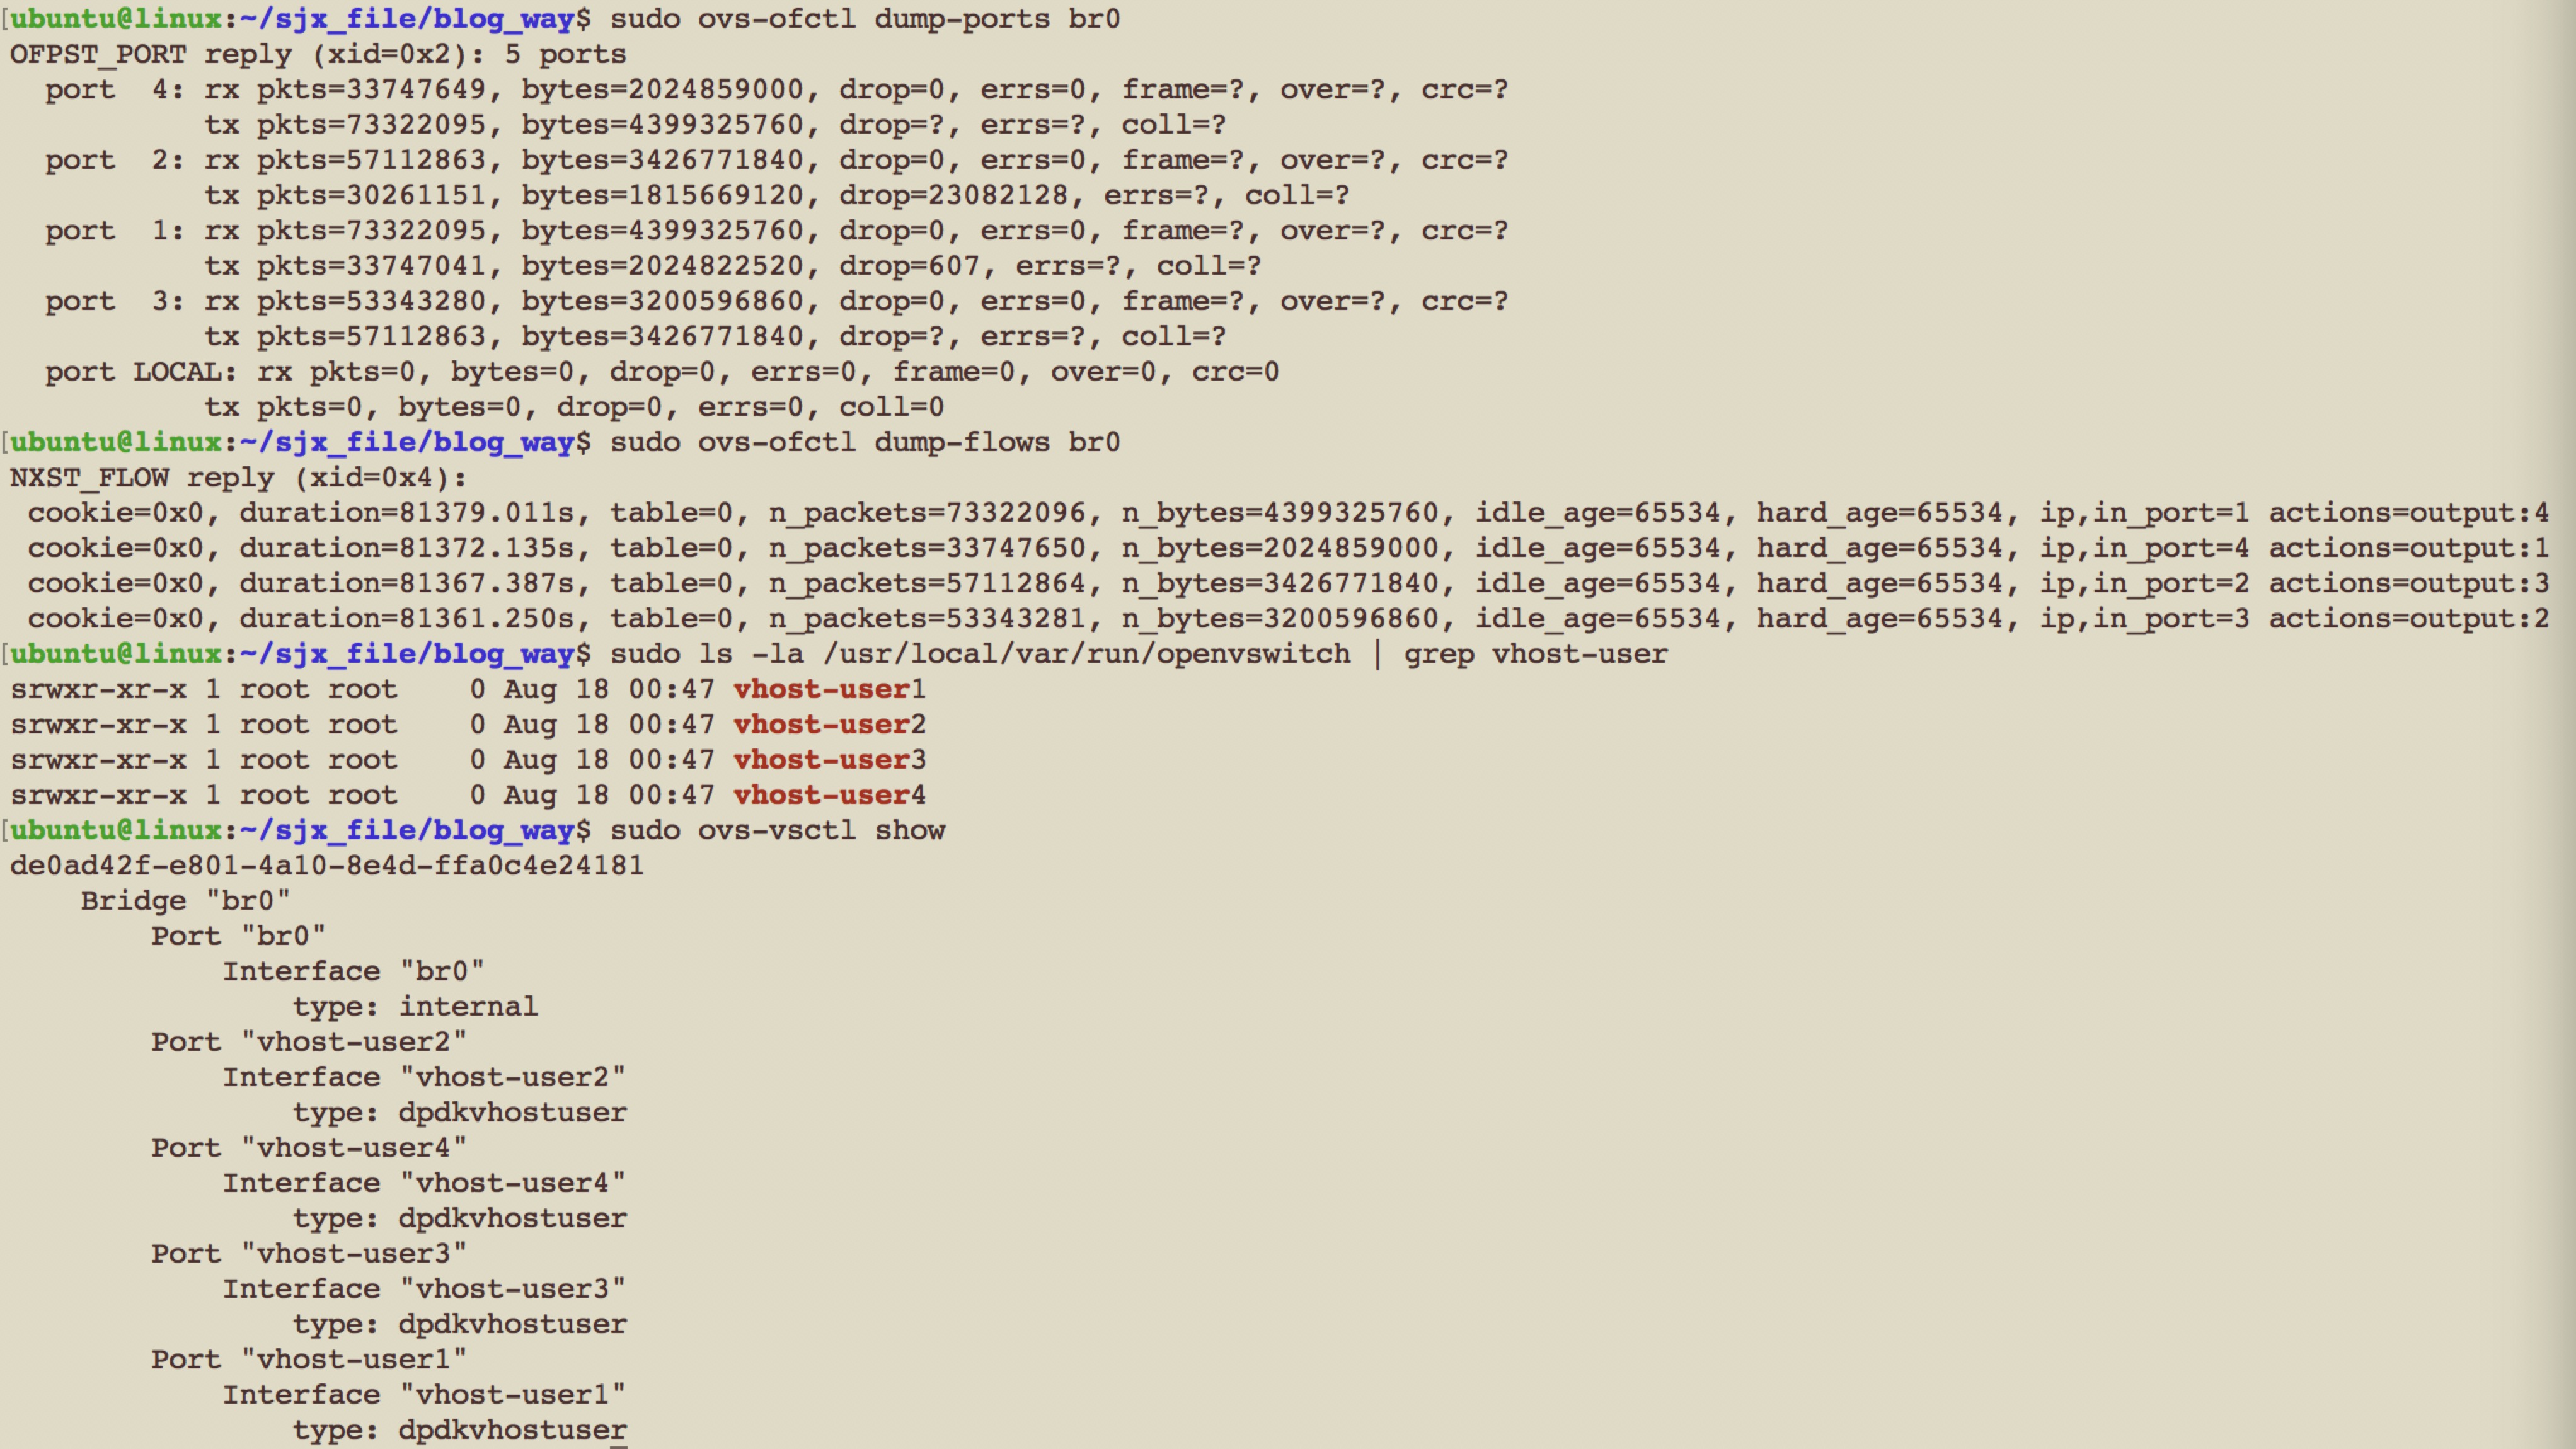 [ubuntu@linux:~/sjx_file/blog_way$ sudo ovs-ofctl dump-ports br0
OFPST_PORT reply (xid=0x2): 5 ports
  port  4: rx pkts=33747649, bytes=2024859000, drop=0, errs=0, frame=?, over=?, crc=?
           tx pkts=73322095, bytes=4399325760, drop=?, errs=?, coll=?
  port  2: rx pkts=57112863, bytes=3426771840, drop=0, errs=0, frame=?, over=?, crc=?
           tx pkts=30261151, bytes=1815669120, drop=23082128, errs=?, coll=?
  port  1: rx pkts=73322095, bytes=4399325760, drop=0, errs=0, frame=?, over=?, crc=?
           tx pkts=33747041, bytes=2024822520, drop=607, errs=?, coll=?
  port  3: rx pkts=53343280, bytes=3200596860, drop=0, errs=0, frame=?, over=?, crc=?
           tx pkts=57112863, bytes=3426771840, drop=?, errs=?, coll=?
  port LOCAL: rx pkts=0, bytes=0, drop=0, errs=0, frame=0, over=0, crc=0
           tx pkts=0, bytes=0, drop=0, errs=0, coll=0
[ubuntu@linux:~/sjx_file/blog_way$ sudo ovs-ofctl dump-flows br0
NXST_FLOW reply (xid=0x4):
 cookie=0x0, duration=81379.011s, table=0, n_packets=73322096, n_bytes=4399325760, idle_age=65534, hard_age=65534, ip,in_port=1 actions=output:4
 cookie=0x0, duration=81372.135s, table=0, n_packets=33747650, n_bytes=2024859000, idle_age=65534, hard_age=65534, ip,in_port=4 actions=output:1
 cookie=0x0, duration=81367.387s, table=0, n_packets=57112864, n_bytes=3426771840, idle_age=65534, hard_age=65534, ip,in_port=2 actions=output:3
 cookie=0x0, duration=81361.250s, table=0, n_packets=53343281, n_bytes=3200596860, idle_age=65534, hard_age=65534, ip,in_port=3 actions=output:2
[ubuntu@linux:~/sjx_file/blog_way$ sudo ls -la /usr/local/var/run/openvswitch | grep vhost-user
srwxr-xr-x 1 root root    0 Aug 18 00:47 vhost-user1
srwxr-xr-x 1 root root    0 Aug 18 00:47 vhost-user2
srwxr-xr-x 1 root root    0 Aug 18 00:47 vhost-user3
srwxr-xr-x 1 root root    0 Aug 18 00:47 vhost-user4
[ubuntu@linux:~/sjx_file/blog_way$ sudo ovs-vsctl show
de0ad42f-e801-4a10-8e4d-ffa0c4e24181
    Bridge "br0"
        Port "br0"
            Interface "br0"
                type: internal
        Port "vhost-user2"
            Interface "vhost-user2"
                type: dpdkvhostuser
        Port "vhost-user4"
            Interface "vhost-user4"
                type: dpdkvhostuser
        Port "vhost-user3"
            Interface "vhost-user3"
                type: dpdkvhostuser
        Port "vhost-user1"
            Interface "vhost-user1"
                type: dpdkvhostuser